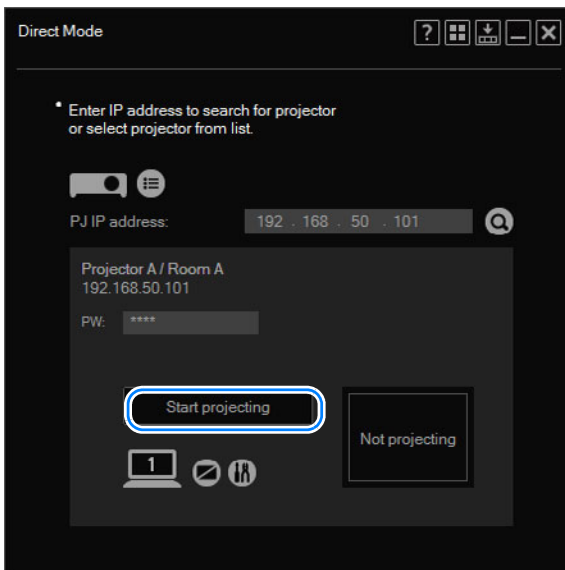 Direct Mode
?
• Enter IP address to search for projector
or select projector from list.
PJ IP address: 192 . 168 . 50 . 101
Projector A / Room A
192.168.50.101
PW: ****
Start projecting
Not projecting
1